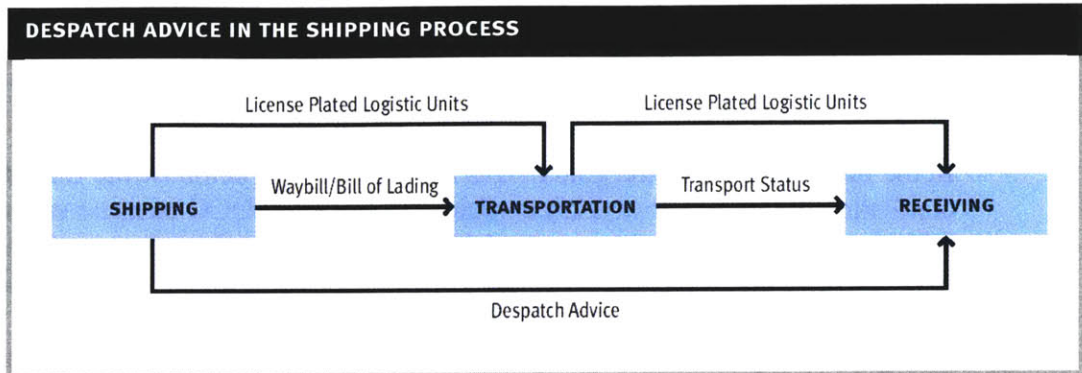 DESPATCH ADVICE IN THE SHIPPING PROCESS
License Plated Logistic Units
License Plated Logistic Units
Waybill/Bill of Lading
Transport Status
SHIPPING
TRANSPORTATION
RECEIVING
Despatch Advice